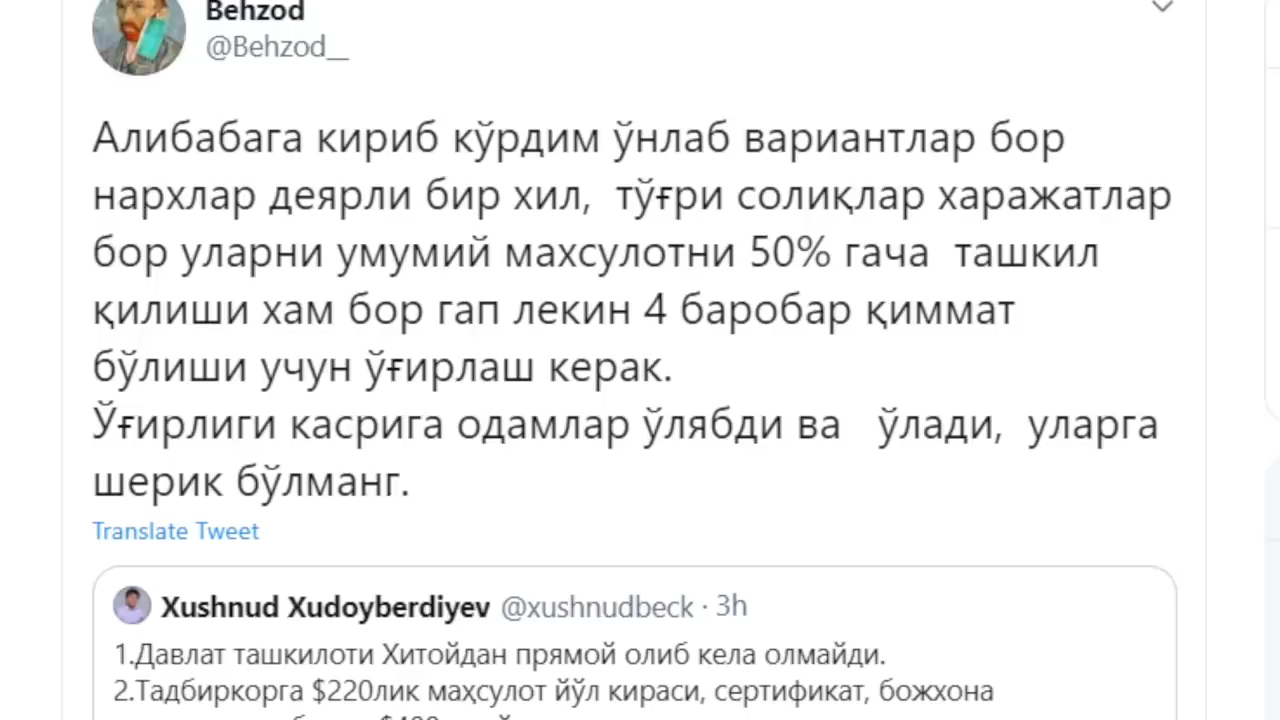 Behzod
@Behzod__
Алибабага кириб кўрдим ўнлаб вариантлар бор
нархлар деярли бир хил, тўғри солиқлар харажатлар
бор уларни умумий махсулотни 50% гача ташкил
қилиши хам бор гап лекин 4 баробар қиммат
бўлиши учун ўғирлаш керак.
Ўғирлиги касрига одамлар ўлябди ва ўлади, уларга
шерик бўлманг.
Translate Tweet
Xushnud Xudoyberdiyev @xushnudbeck · 3h
1.Давлат ташкилоти Хитойдан прямой олиб кела олмайди.
2.Тадбиркорга $220лик маҳсулот йўл кираси, сертификат, божхона